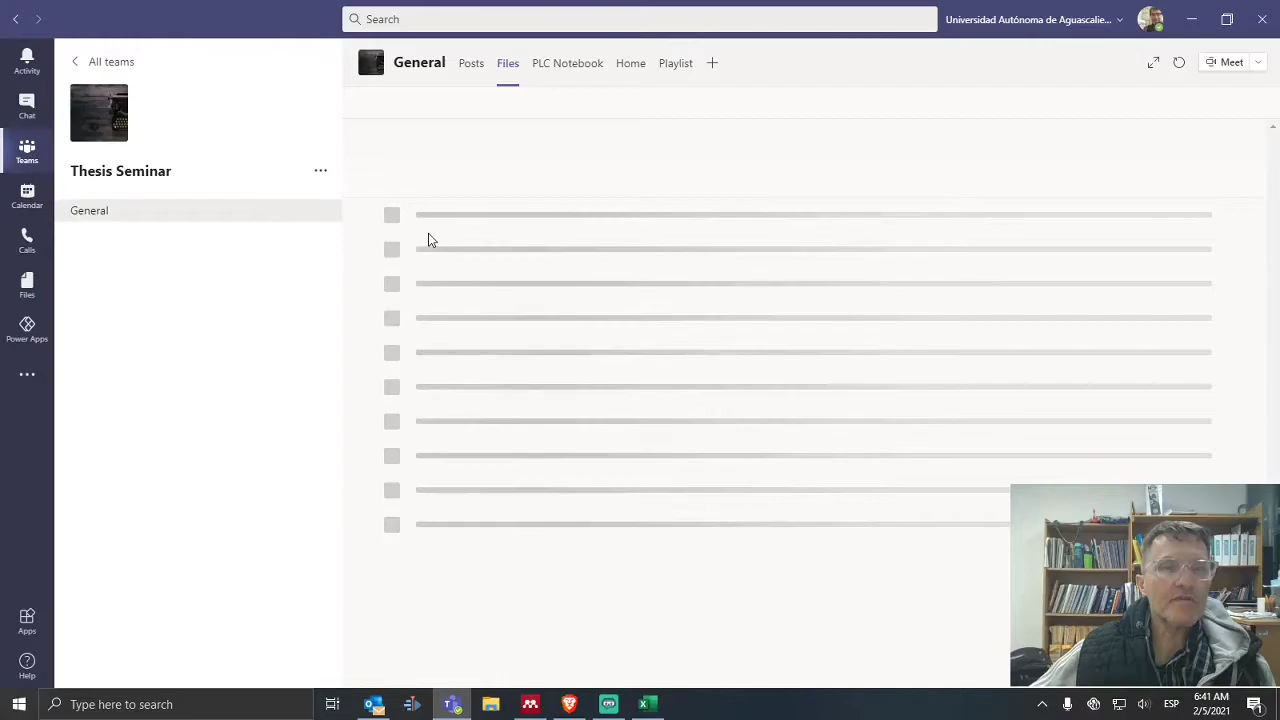 Search
Universidad Autónoma de Aguasc...
Activity
Chat
Teams
Calendar
Calls
Files
Power Apps
Apps
Help
All teams
Thesis Seminar
General
General
Posts
Files
PLC Notebook
Home
Playlist
Meet
Type here to search
ESP
6:41 AM
2/5/2021